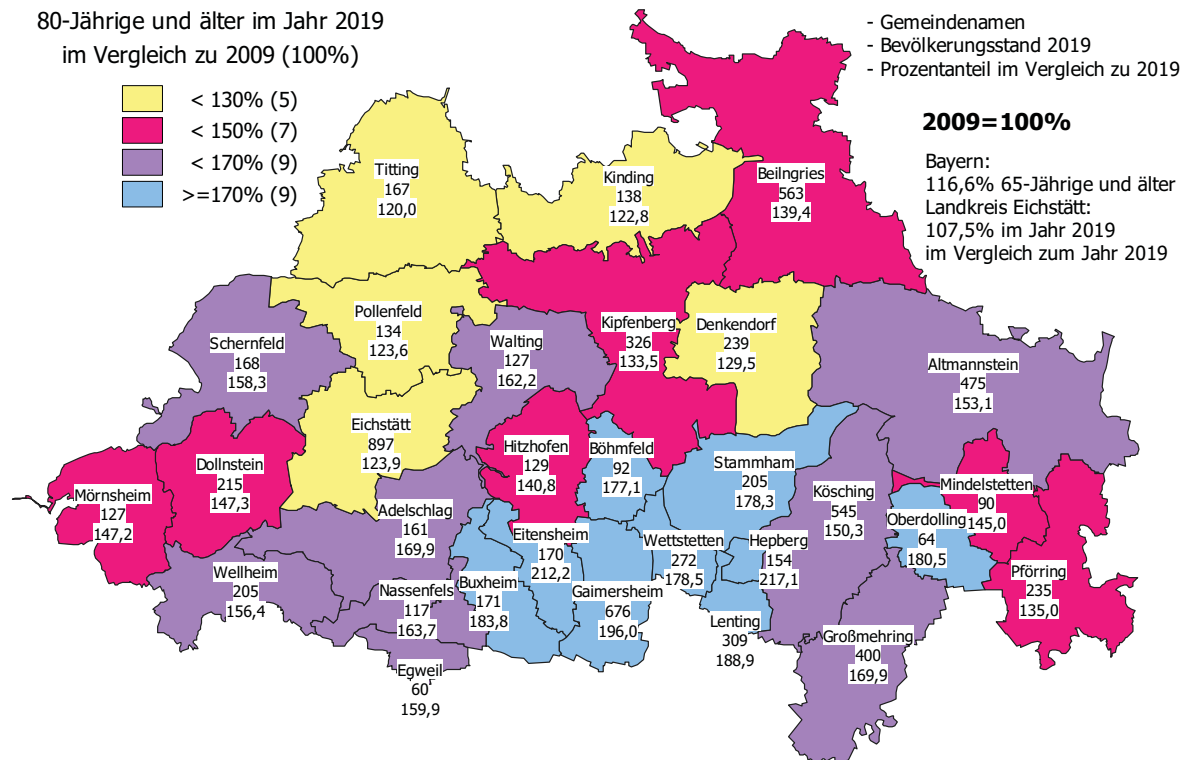 80-Jährige und älter im Jahr 2019
im Vergleich zu 2009 (100%)
< 130% (5)
< 150% (7)
< 170% (9)
>=170% (9)
- Gemeindenamen
- Bevölkerungsstand 2019
- Prozentanteil im Vergleich zu 2019
2009=100%
Bayern:
116,6% 65-Jährige und älter
Landkreis Eichstätt:
107,5% im Jahr 2019
im Vergleich zum Jahr 2019
Titting
167
120,0
Kinding
138
122,8
Beilngries
563
139,4
Pollenfeld
134
123,6
Schernfeld
168
158,3
Walting
127
162,2
Kipfenberg
326
133,5
Denkendorf
239
129,5
Altmannstein
475
153,1
Eichstätt
897
123,9
Hitzhofen
129
140,8
Böhmfeld
92
177,1
Stammham
205
178,3
Dollnstein
215
147,3
Mörnsheim
127
147,2
Kösching
545
150,3
Mindelstetten
90
145,0
Oberdolling
64
180,5
Adelschlag
161
169,9
Eitensheim
170
212,2
Wettstetten
272
178,5
Hepberg
154
217,1
Pförring
235
135,0
Wellheim
205
156,4
Nassenfels
117
163,7
Buxheim
171
183,8
Gaimersheim
676
196,0
Lenting
309
188,9
Großmehring
400
169,9
Egweil
60
159,9